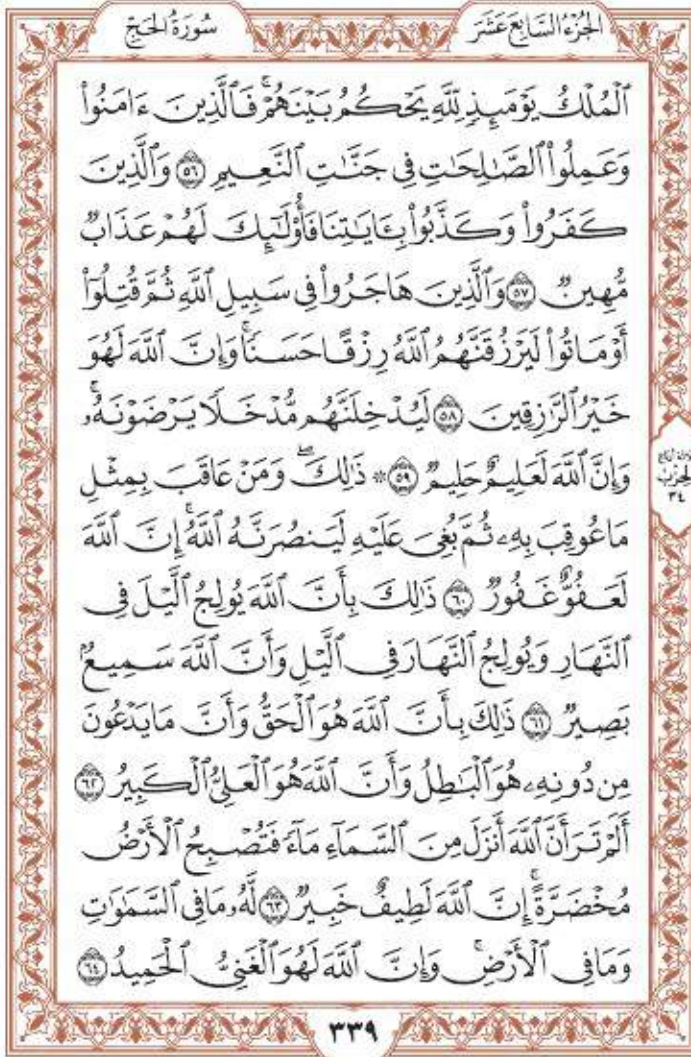 الجُزْءُ السَّابِعَ عَشَرَ
سُورَةُ الحَجِّ
ٱلْمُلْكُ يَوْمَئِذٍ لِّلَّهِ يَحْكُمُ بَيْنَهُمْۚ فَٱلَّذِينَ ءَامَنُوا۟
وَعَمِلُوا۟ ٱلصَّـٰلِحَـٰتِ فِى جَنَّـٰتِ ٱلنَّعِيمِ ٥٦ وَٱلَّذِينَ
كَفَرُوا۟ وَكَذَّبُوا۟ بِـَٔايَـٰتِنَا فَأُو۟لَـٰٓئِكَ لَهُمْ عَذَابٌ
مُّهِينٌ ٥٧ وَٱلَّذِينَ هَاجَرُوا۟ فِى سَبِيلِ ٱللَّهِ ثُمَّ قُتِلُوٓا۟
أَوْ مَاتُوا۟ لَيَرْزُقَنَّهُمُ ٱللَّهُ رِزْقًا حَسَنًاۚ وَإِنَّ ٱللَّهَ لَهُوَ
خَيْرُ ٱلرَّٰزِقِينَ ٥٨ لَيُدْخِلَنَّهُم مُّدْخَلًا يَرْضَوْنَهُۥۚ
وَإِنَّ ٱللَّهَ لَعَلِيمٌ حَلِيمٌ ٥٩ ۞ ذَٰلِكَۖ وَمَنْ عَاقَبَ بِمِثْلِ
مَا عُوقِبَ بِهِۦ ثُمَّ بُغِىَ عَلَيْهِ لَيَنصُرَنَّهُ ٱللَّهُۚ إِنَّ ٱللَّهَ
لَعَفُوٌّ غَفُورٌ ٦٠ ذَٰلِكَ بِأَنَّ ٱللَّهَ يُولِجُ ٱلَّيْلَ فِى
ٱلنَّهَارِ وَيُولِجُ ٱلنَّهَارَ فِى ٱلَّيْلِ وَأَنَّ ٱللَّهَ سَمِيعٌۢ
بَصِيرٌ ٦١ ذَٰلِكَ بِأَنَّ ٱللَّهَ هُوَ ٱلْحَقُّ وَأَنَّ مَا يَدْعُونَ
مِن دُونِهِۦ هُوَ ٱلْبَـٰطِلُ وَأَنَّ ٱللَّهَ هُوَ ٱلْعَلِىُّ ٱلْكَبِيرُ ٦٢
أَلَمْ تَرَ أَنَّ ٱللَّهَ أَنزَلَ مِنَ ٱلسَّمَآءِ مَآءً فَتُصْبِحُ ٱلْأَرْضُ
مُخْضَرَّةًۗ إِنَّ ٱللَّهَ لَطِيفٌ خَبِيرٌ ٦٣ لَّهُۥ مَا فِى ٱلسَّمَـٰوَٰتِ
وَمَا فِى ٱلْأَرْضِۚ وَإِنَّ ٱللَّهَ لَهُوَ ٱلْغَنِىُّ ٱلْحَمِيدُ ٦٤
الحِزْبُ
٣٤
٣٣٩